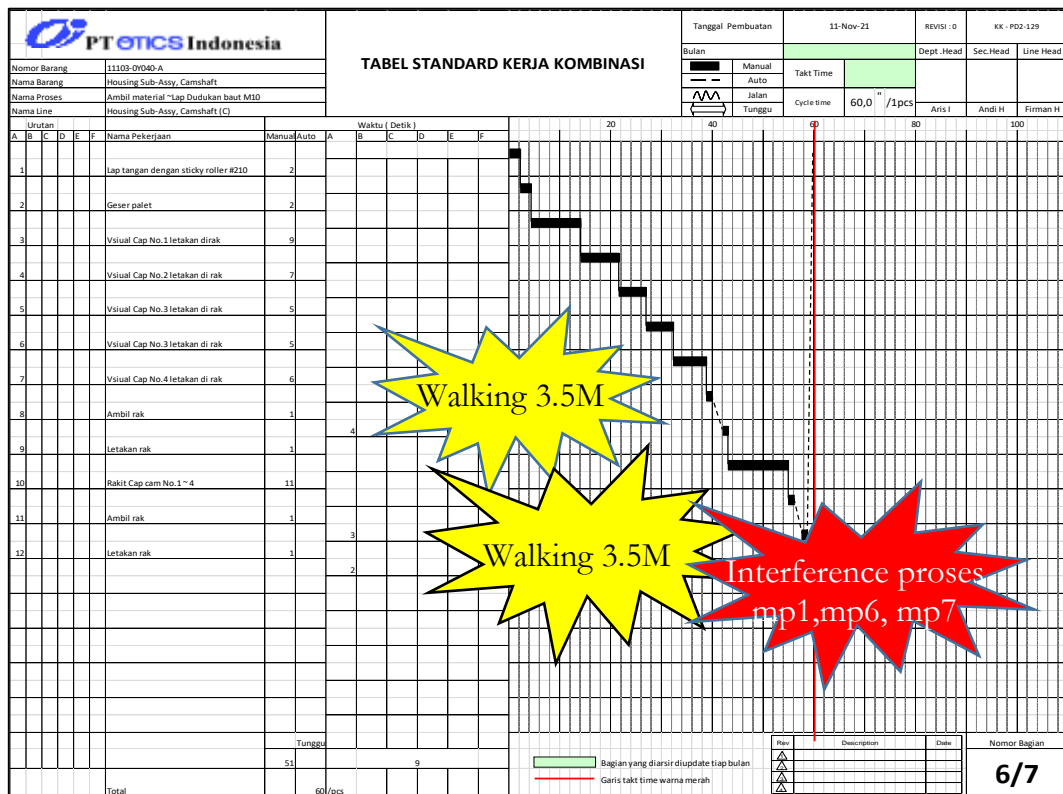 PT OTICS Indonesia
TABEL STANDARD KERJA KOMBINASI
Tanggal Pembuatan 11-Nov-21 REVISI : 0 KK - PD2-129
Bulan Dept .Head Sec.Head Line Head
Manual Takt Time
Auto
Jalan Cycle time 60,0 " /1pcs
Tunggu Aris I Andi H Firman H
Nomor Barang 11103-0Y040-A
Nama Barang Housing Sub-Assy, Camshaft
Nama Proses Ambil material ~Lap Dudukan baut M10
Nama Line Housing Sub-Assy, Camshaft (C)
Urutan Waktu ( Detik ) 20 40 60 80 100
A B C D E F Nama Pekerjaan Manual Auto A B C D E F
1 Lap tangan dengan sticky roller #210 2
2 Geser palet 2
3 Vsiual Cap No.1 letakan dirak 9
4 Vsiual Cap No.2 letakan di rak 7
5 Vsiual Cap No.3 letakan di rak 5
6 Vsiual Cap No.3 letakan di rak 5
7 Vsiual Cap No.4 letakan di rak 6
8 Ambil rak 1
4
9 Letakan rak 1
10 Rakit Cap cam No.1 ~ 4 11
11 Ambil rak 1
3
12 Letakan rak 1
2
Walking 3.5M
Walking 3.5M
Interference proses
mp1,mp6, mp7
Tunggu
51 9
Total 60 /pcs
Bagian yang diarsir diupdate tiap bulan
Garis takt time warna merah
Rev Description Date
Nomor Bagian
6/7